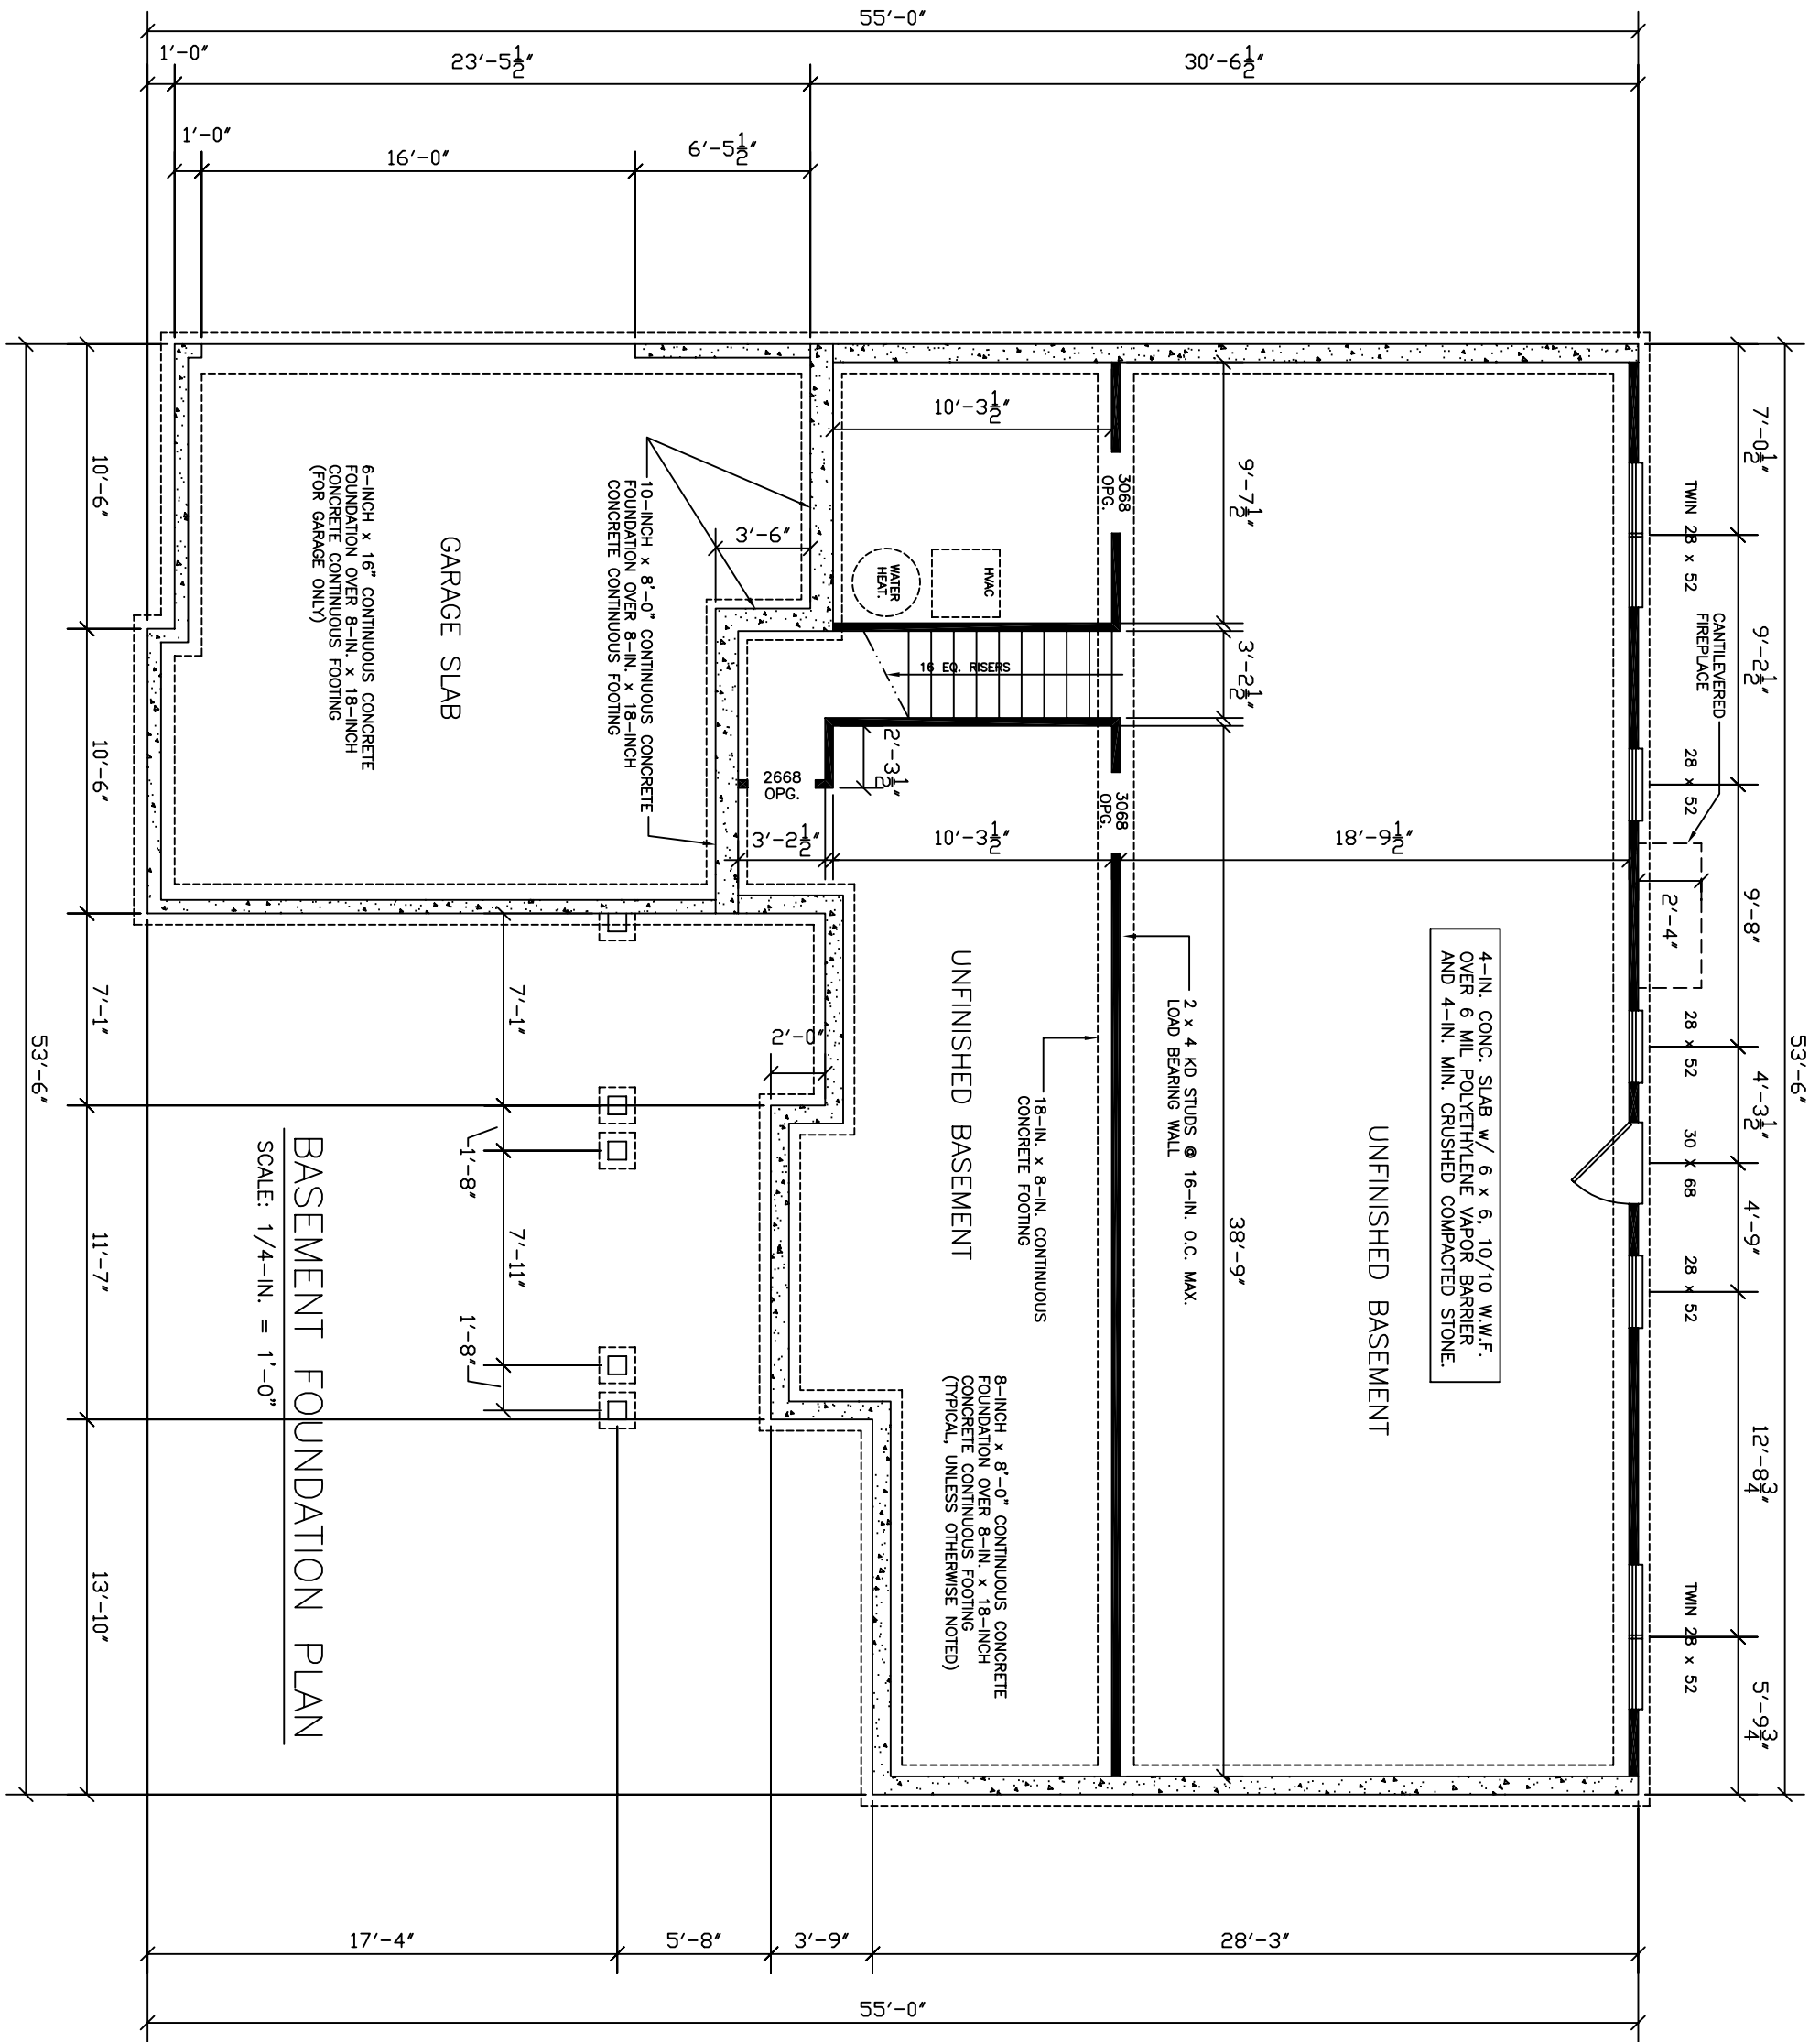 53'-6"
7'-0 1/2"
9'-2 1/2"
9'-8"
4'-3 1/2"
4'-9"
12'-8 3/4"
5'-9 3/4"
TWIN 28 x 52
28 x 52
28 x 52
30 x 68
28 x 52
TWIN 28 x 52
CANTILEVERED
FIREPLACE
2'-4"
4-IN. CONC. SLAB w/ 6 x 6, 10/10 W.W.F.
OVER 6 MIL POLYETHYLENE VAPOR BARRIER
AND 4-IN. MIN. CRUSHED COMPACTED STONE.
UNFINISHED BASEMENT
18'-9 1/2"
9'-7 1/2"
3'-2 1/2"
38'-9"
2 x 4 KD STUDS @ 16-IN. O.C. MAX.
LOAD BEARING WALL
3068
OPG.
3068
OPG.
10'-3 1/2"
10'-3 1/2"
HVAC
WATER
HEAT.
16 EQ. RISERS
18-IN. x 8-IN. CONTINUOUS
CONCRETE FOOTING
UNFINISHED BASEMENT
8-INCH x 8'-0" CONTINUOUS CONCRETE
FOUNDATION OVER 8-IN. x 18-INCH
CONCRETE CONTINUOUS FOOTING
(TYPICAL, UNLESS OTHERWISE NOTED)
2'-3 1/2"
2668
OPG.
3'-2 1/2"
3'-6"
2'-0"
10-INCH x 8'-0" CONTINUOUS CONCRETE
FOUNDATION OVER 8-IN. x 18-INCH
CONCRETE CONTINUOUS FOOTING
GARAGE SLAB
6-INCH x 16" CONTINUOUS CONCRETE
FOUNDATION OVER 8-IN. x 18-INCH
CONCRETE CONTINUOUS FOOTING
(FOR GARAGE ONLY)
7'-1"
1'-8"
7'-11"
1'-8"
BASEMENT FOUNDATION PLAN
SCALE: 1/4-IN. = 1'-0"
10'-6"
10'-6"
7'-1"
11'-7"
13'-10"
53'-6"
55'-0"
1'-0"
23'-5 1/2"
30'-6 1/2"
1'-0"
16'-0"
6'-5 1/2"
17'-4"
5'-8"
3'-9"
28'-3"
55'-0"